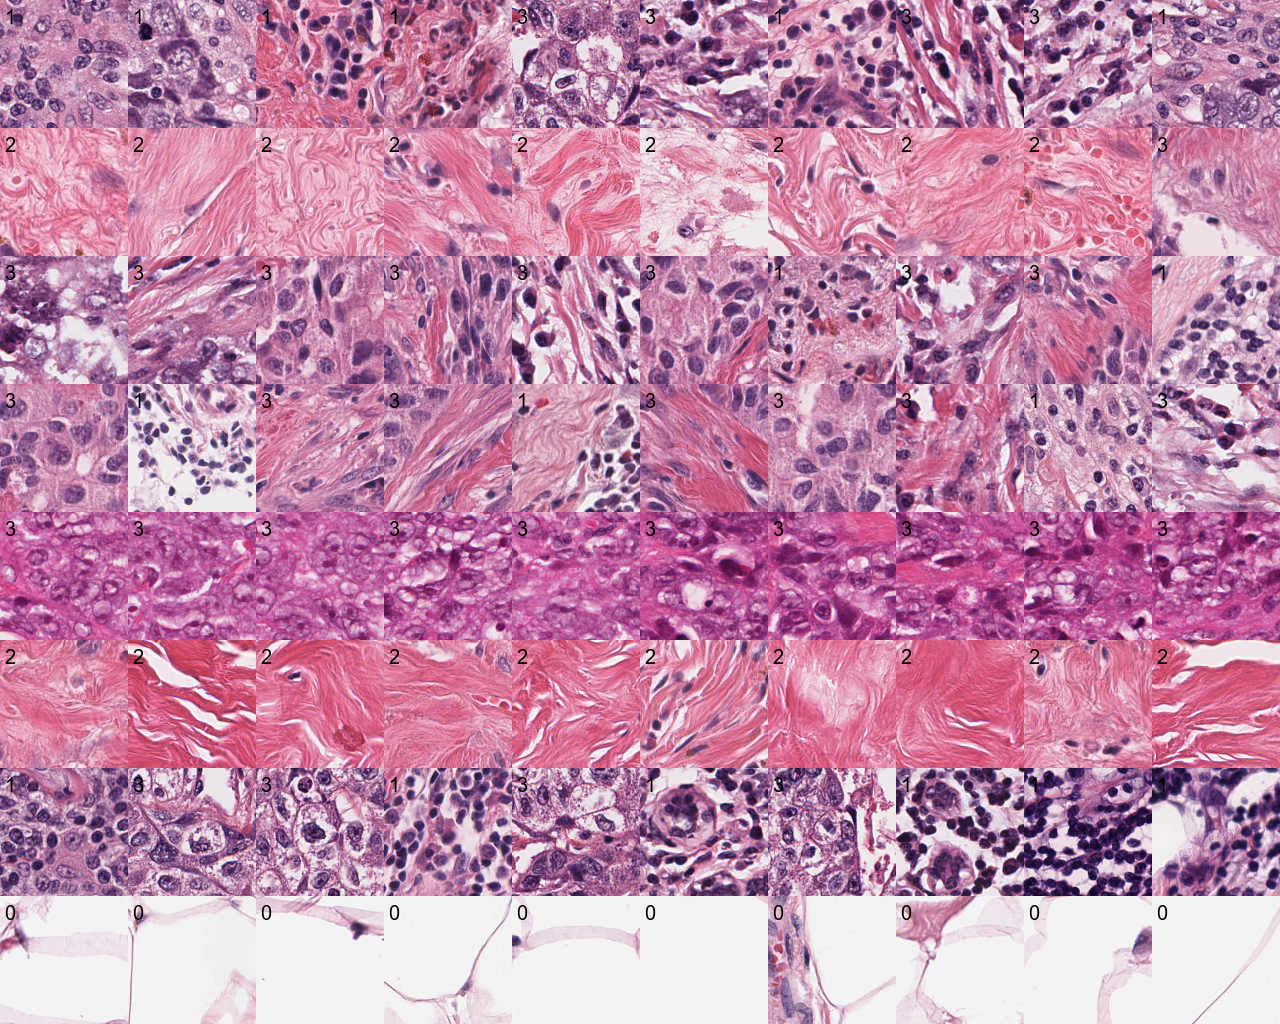 1 1 1 1 3 3 1 3 3 1
2 2 2 2 2 2 2 2 2 3
3 3 3 3 3 3 1 3 3 1
3 1 3 3 1 3 3 3 1 3
3 3 3 3 3 3 3 3 3 3
2 2 2 2 2 2 2 2 2 2
1 3 3 1 3 1 3 1 1 1
0 0 0 0 0 0 0 0 0 0